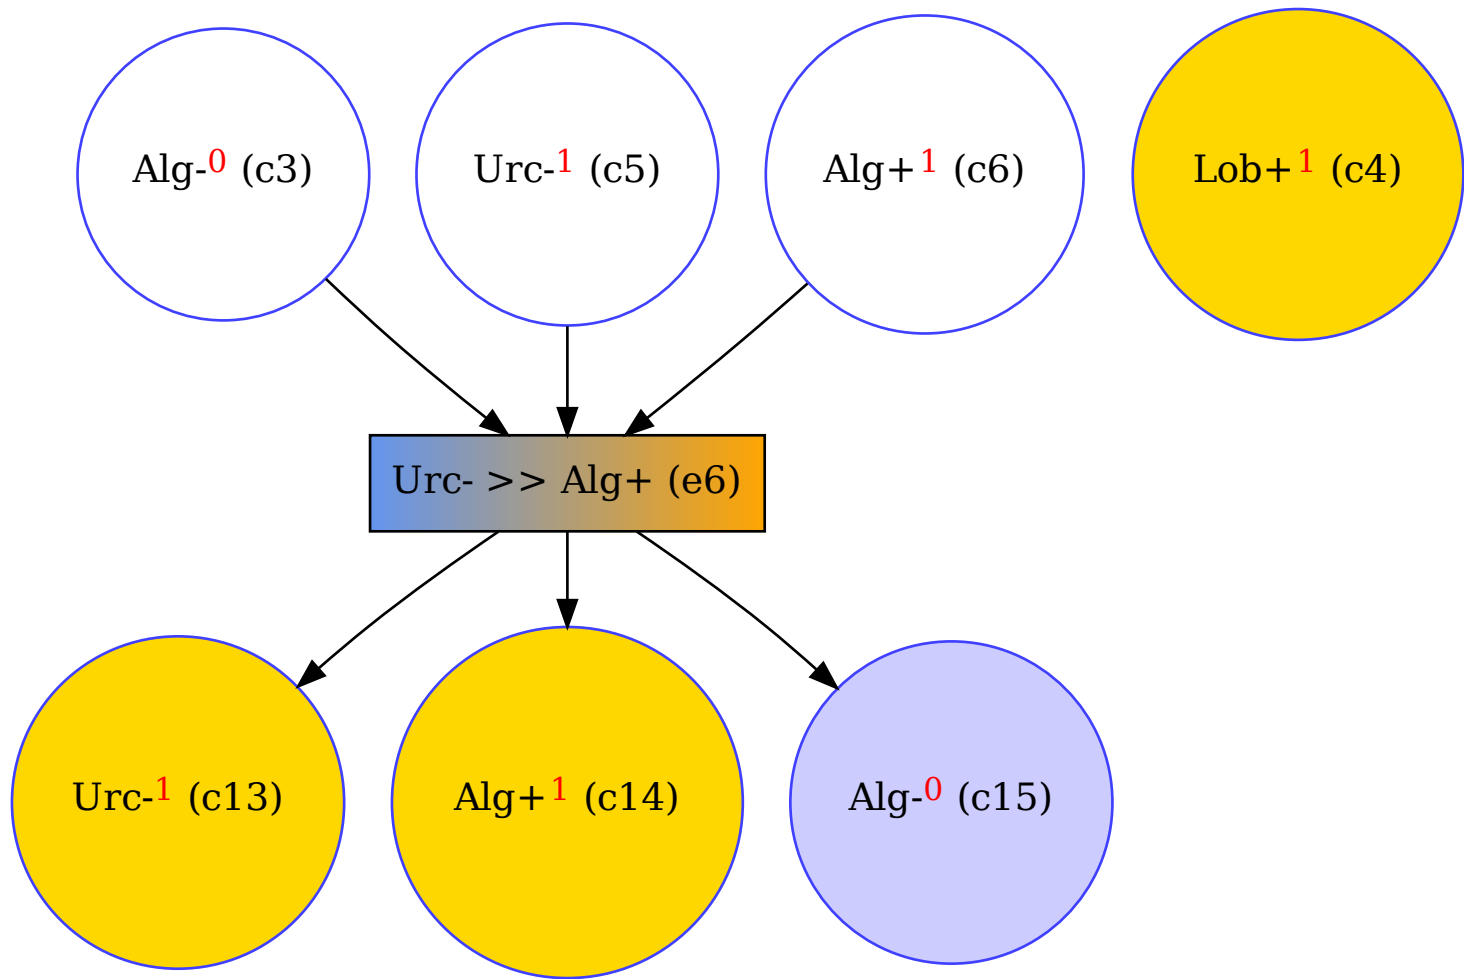 Alg-0 (c3)
Urc-1 (c5)
Alg+1 (c6)
Lob+1 (c4)
Urc- >> Alg+ (e6)
Urc-1 (c13)
Alg+1 (c14)
Alg-0 (c15)